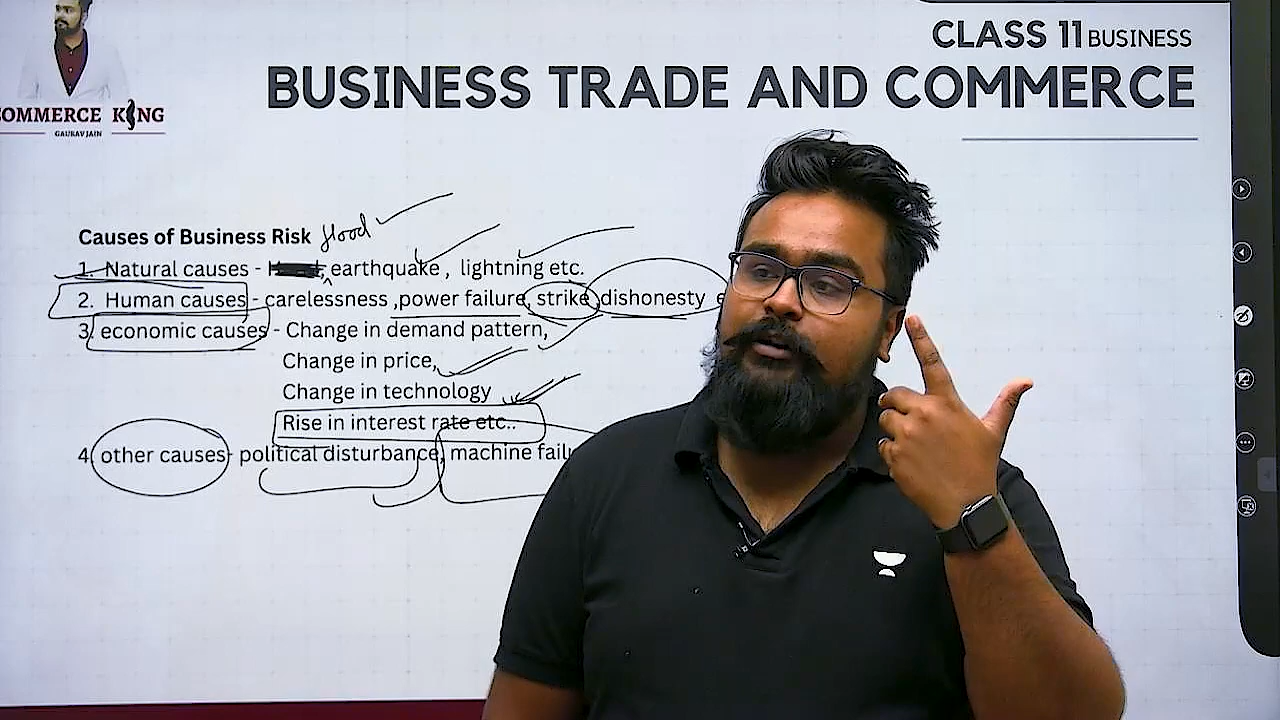 CLASS 11 BUSINESS
BUSINESS TRADE AND COMMERCE
COMMERCE KING
GAURAV JAIN
Causes of Business Risk flood
1. Natural causes - earthquake, lightning etc.
2. Human causes - carelessness ,power failure, strike, dishonesty
3. economic causes - Change in demand pattern,
Change in price,
Change in technology
Rise in interest rate etc..
4 other causes- political disturbance, machine